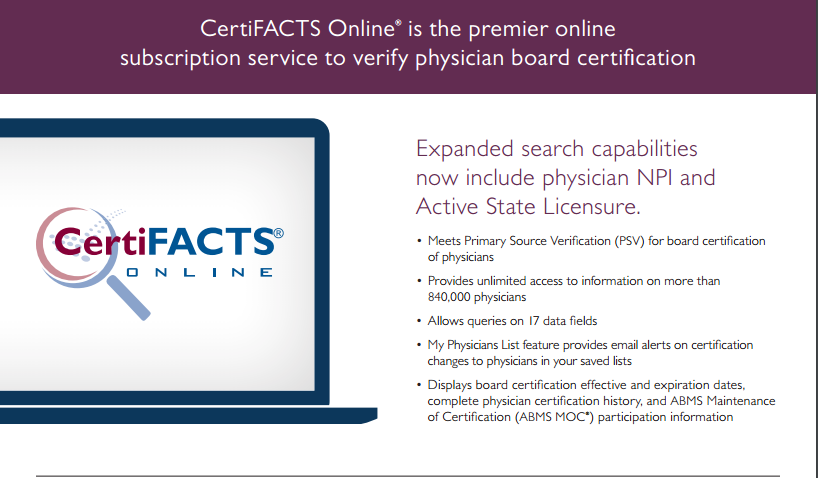 CertiFACTS Online® is the premier online
subscription service to verify physician board certification
CertiFACTS®
ONLINE
Expanded search capabilities
now include physician NPI and
Active State Licensure.
• Meets Primary Source Verification (PSV) for board certification
of physicians
• Provides unlimited access to information on more than
840,000 physicians
• Allows queries on 17 data fields
• My Physicians List feature provides email alerts on certification
changes to physicians in your saved lists
• Displays board certification effective and expiration dates,
complete physician certification history, and ABMS Maintenance
of Certification (ABMS MOC®) participation information